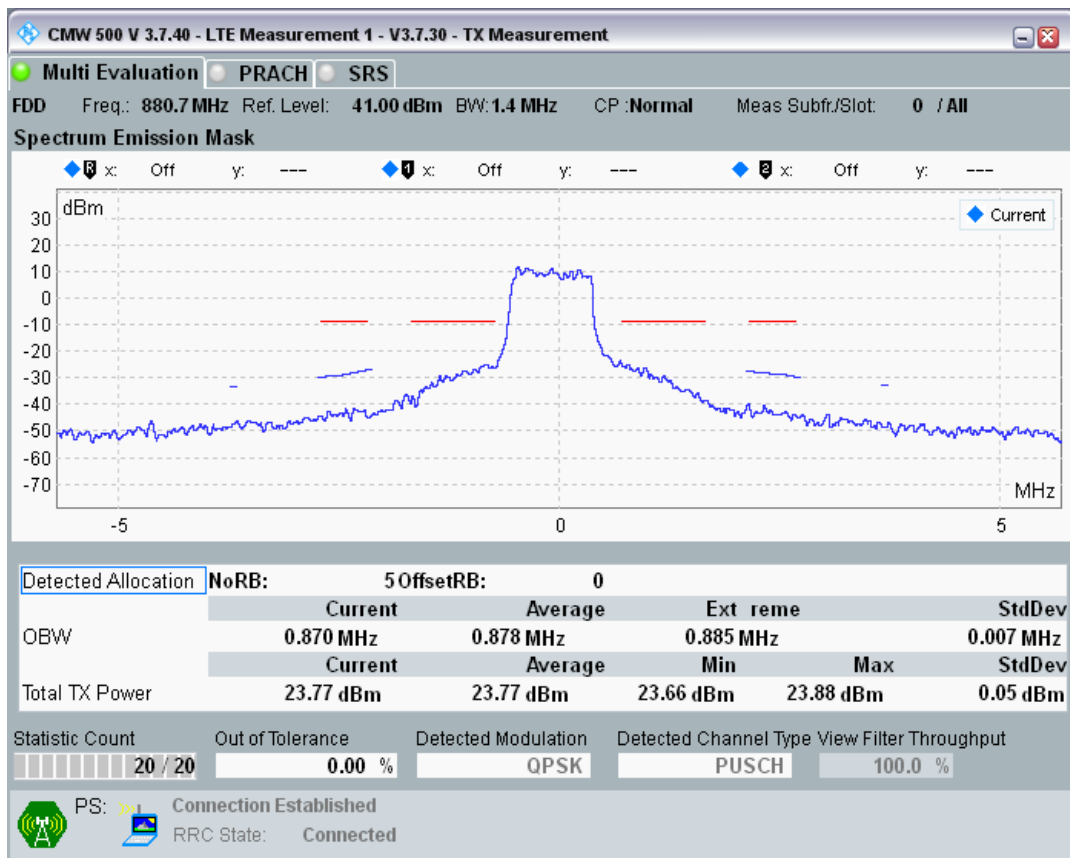 CMW 500 V 3.7.40 - LTE Measurement 1 - V3.7.30 - TX Measurement
Multi Evaluation PRACH SRS
FDD Freq.: 880.7 MHz Ref. Level: 41.00 dBm BW: 1.4 MHz CP :Normal Meas Subfr./Slot: 0 / All
Spectrum Emission Mask
R x: Off y: --- 1 x: Off y: --- 2 x: Off y: ---
dBm
Current
30
20
10
0
-10
-20
-30
-40
-50
-60
-70
MHz
-5 0 5
Detected Allocation NoRB: 5 OffsetRB: 0
Current Average Ext reme StdDev
OBW 0.870 MHz 0.878 MHz 0.885 MHz 0.007 MHz
Current Average Min Max StdDev
Total TX Power 23.77 dBm 23.77 dBm 23.66 dBm 23.88 dBm 0.05 dBm
Statistic Count Out of Tolerance Detected Modulation Detected Channel Type View Filter Throughput
20 / 20 0.00 % QPSK PUSCH 100.0 %
PS: Connection Established
RRC State: Connected